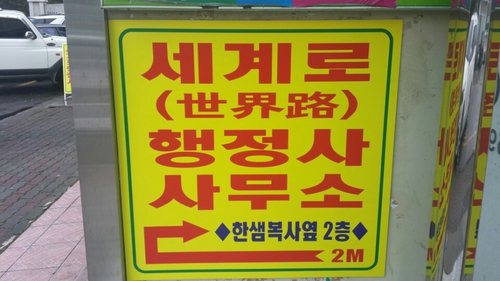 세계로
(世界路)
행정사
사무소
◆한샘복사옆 2층◆
2M